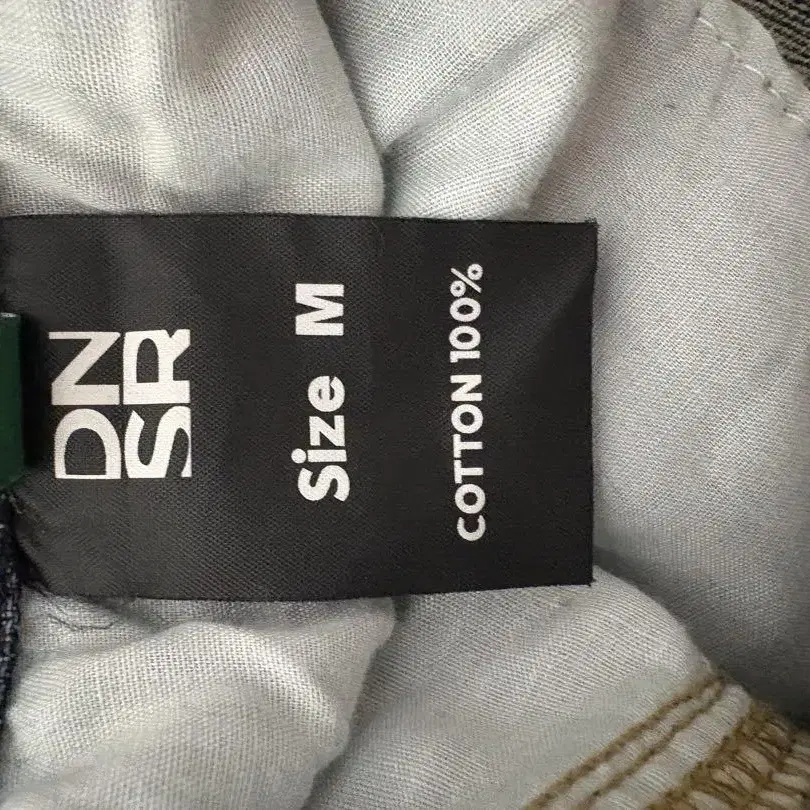 DN
SR
Size M
COTTON 100%